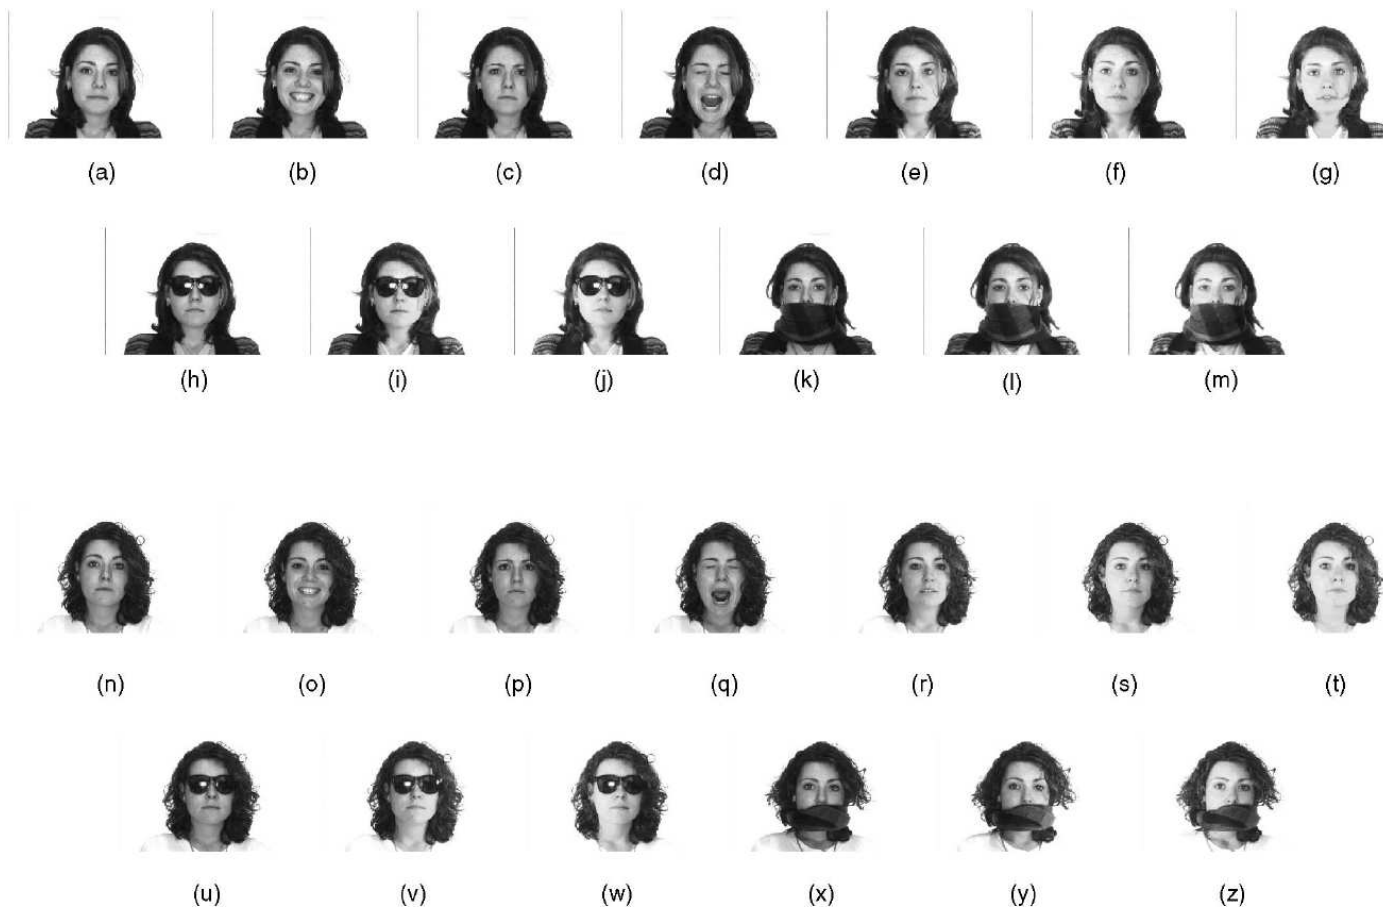 (a) (b) (c) (d) (e) (f) (g)
(h) (i) (j) (k) (l) (m)
(n) (o) (p) (q) (r) (s) (t)
(u) (v) (w) (x) (y) (z)